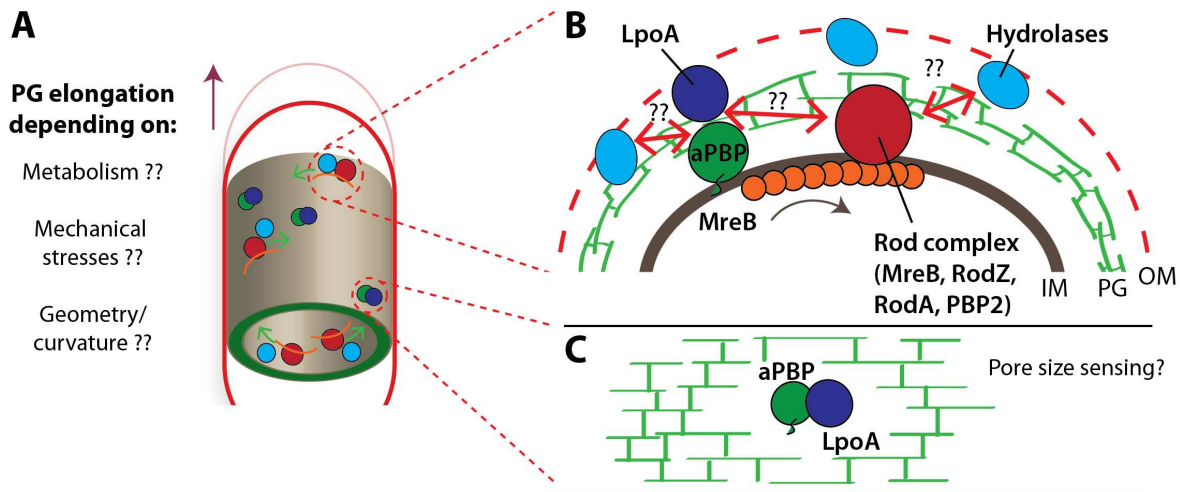 A
PG elongation
depending on:
Metabolism ??
Mechanical
stresses ??
Geometry/
curvature ??
B
LpoA
Hydrolases
??
??
??
aPBP
MreB
Rod complex
(MreB, RodZ,
RodA, PBP2)
IM
PG
OM
C
aPBP
LpoA
Pore size sensing?